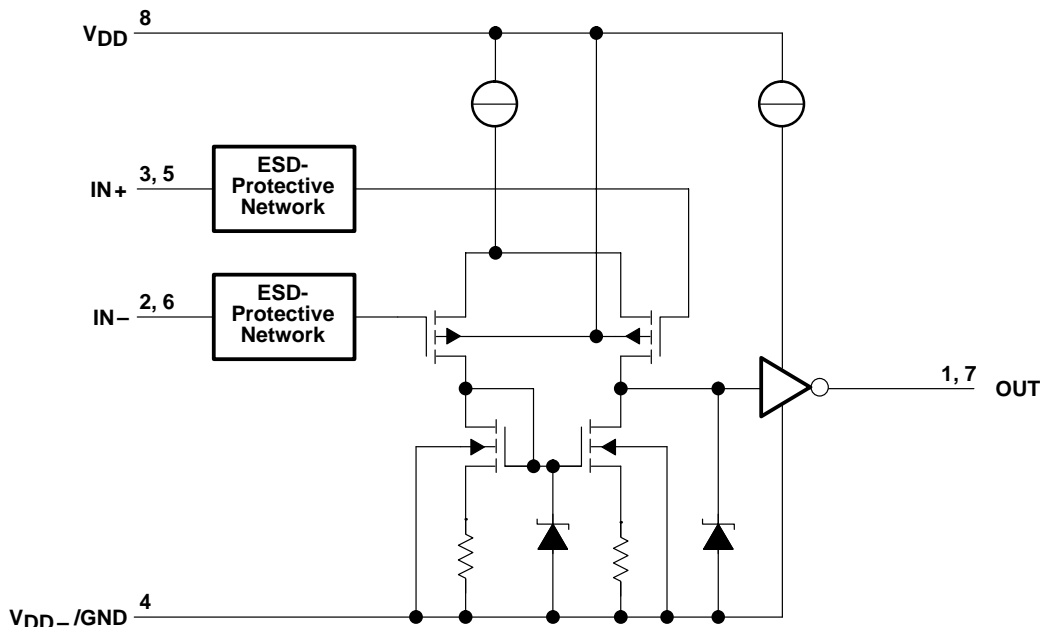 8
VDD
ESD-
Protective
Network
3, 5
IN+
ESD-
Protective
Network
2, 6
IN−
1, 7
OUT
4
VDD− /GND